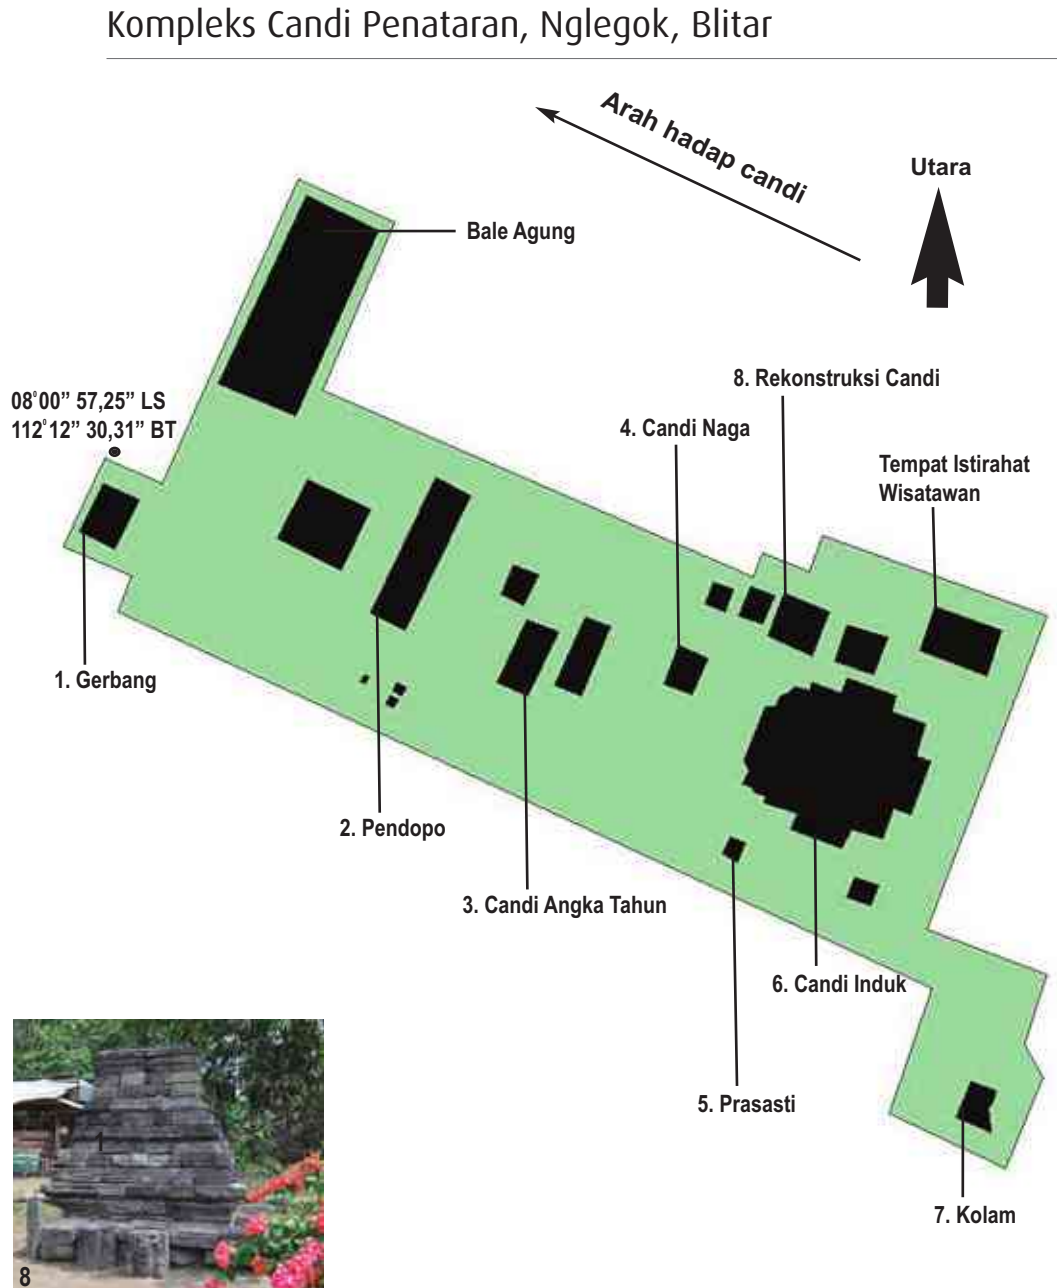 Kompleks Candi Penataran, Nglegok, Blitar
Arah hadap candi
Utara
Bale Agung
8. Rekonstruksi Candi
08°00” 57,25” LS
112°12” 30,31” BT
4. Candi Naga
Tempat Istirahat
Wisatawan
1. Gerbang
2. Pendopo
3. Candi Angka Tahun
6. Candi Induk
5. Prasasti
1
7. Kolam
8